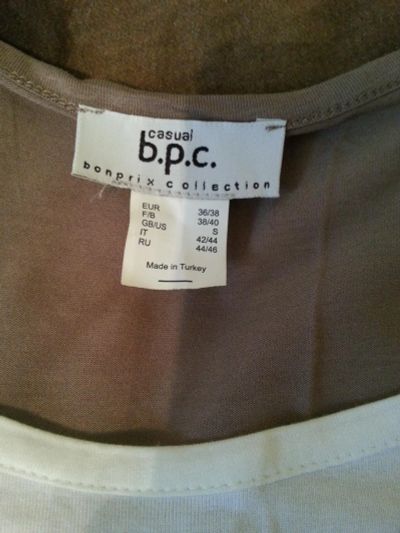 casual
b.p.c.
bonprix collection
EUR 36/38
F/B 38/40
GB/US S
IT 42/44
RU 44/46
Made in Turkey